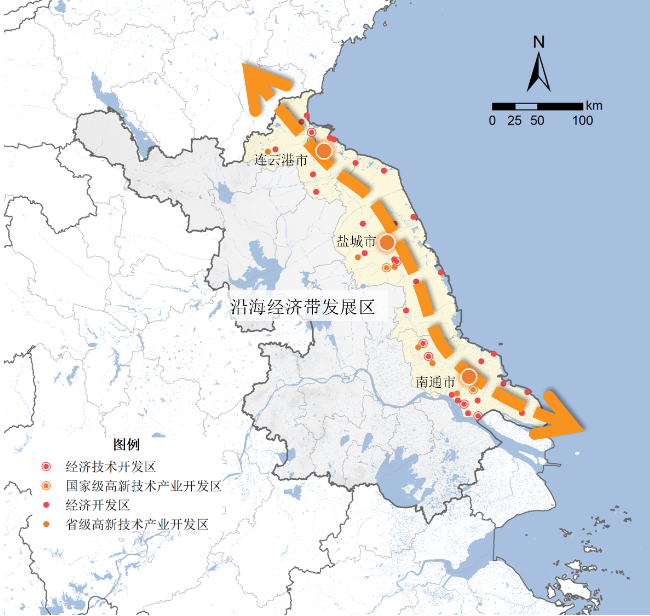 N
km
0 25 50 100
连云港市
盐城市
沿海经济带发展区
南通市
图例
经济技术开发区
国家级高新技术产业开发区
经济开发区
省级高新技术产业开发区